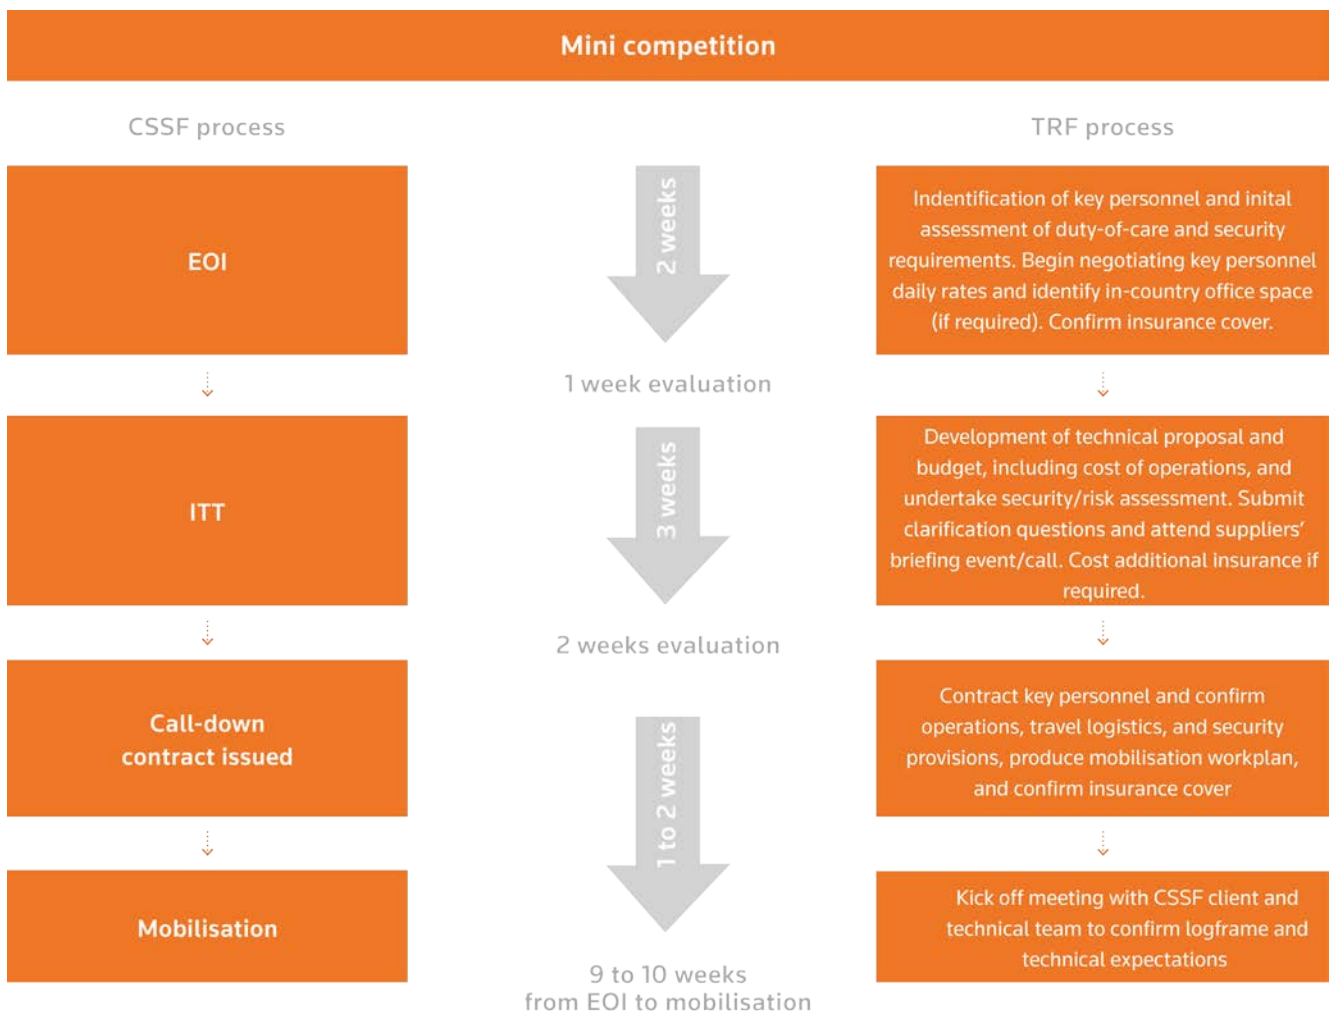 Mini competition
CSSF process
TRF process
EOI
2 weeks
Indentification of key personnel and inital
assessment of duty-of-care and security
requirements. Begin negotiating key personnel
daily rates and identify in-country office space
(if required). Confirm insurance cover.
1 week evaluation
ITT
3 weeks
Development of technical proposal and
budget, including cost of operations, and
undertake security/risk assessment. Submit
clarification questions and attend suppliers’
briefing event/call. Cost additional insurance if
required.
2 weeks evaluation
Call-down
contract issued
1 to 2 weeks
Contract key personnel and confirm
operations, travel logistics, and security
provisions, produce mobilisation workplan,
and confirm insurance cover
Mobilisation
Kick off meeting with CSSF client and
technical team to confirm logframe and
technical expectations
9 to 10 weeks
from EOI to mobilisation